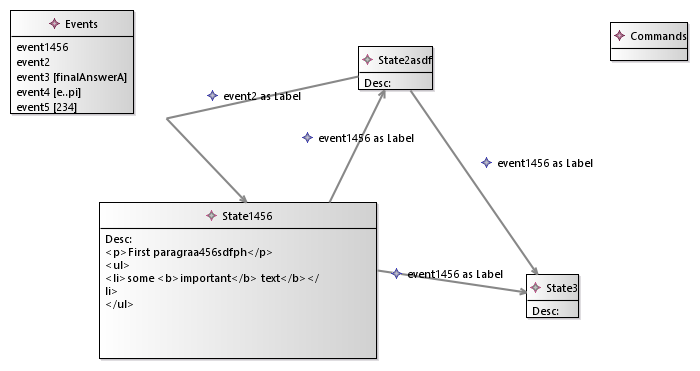 Events
event1456
event2
event3 [finalAnswerA]
event4 [e..pi]
event5 [234]
Commands
State2asdf
Desc:
event2 as Label
event1456 as Label
event1456 as Label
State1456
Desc:
<p>First paragraa456sdfph</p>
<ul>
<li>some <b>important</b> text</b></
li>
</ul>
event1456 as Label
State3
Desc: